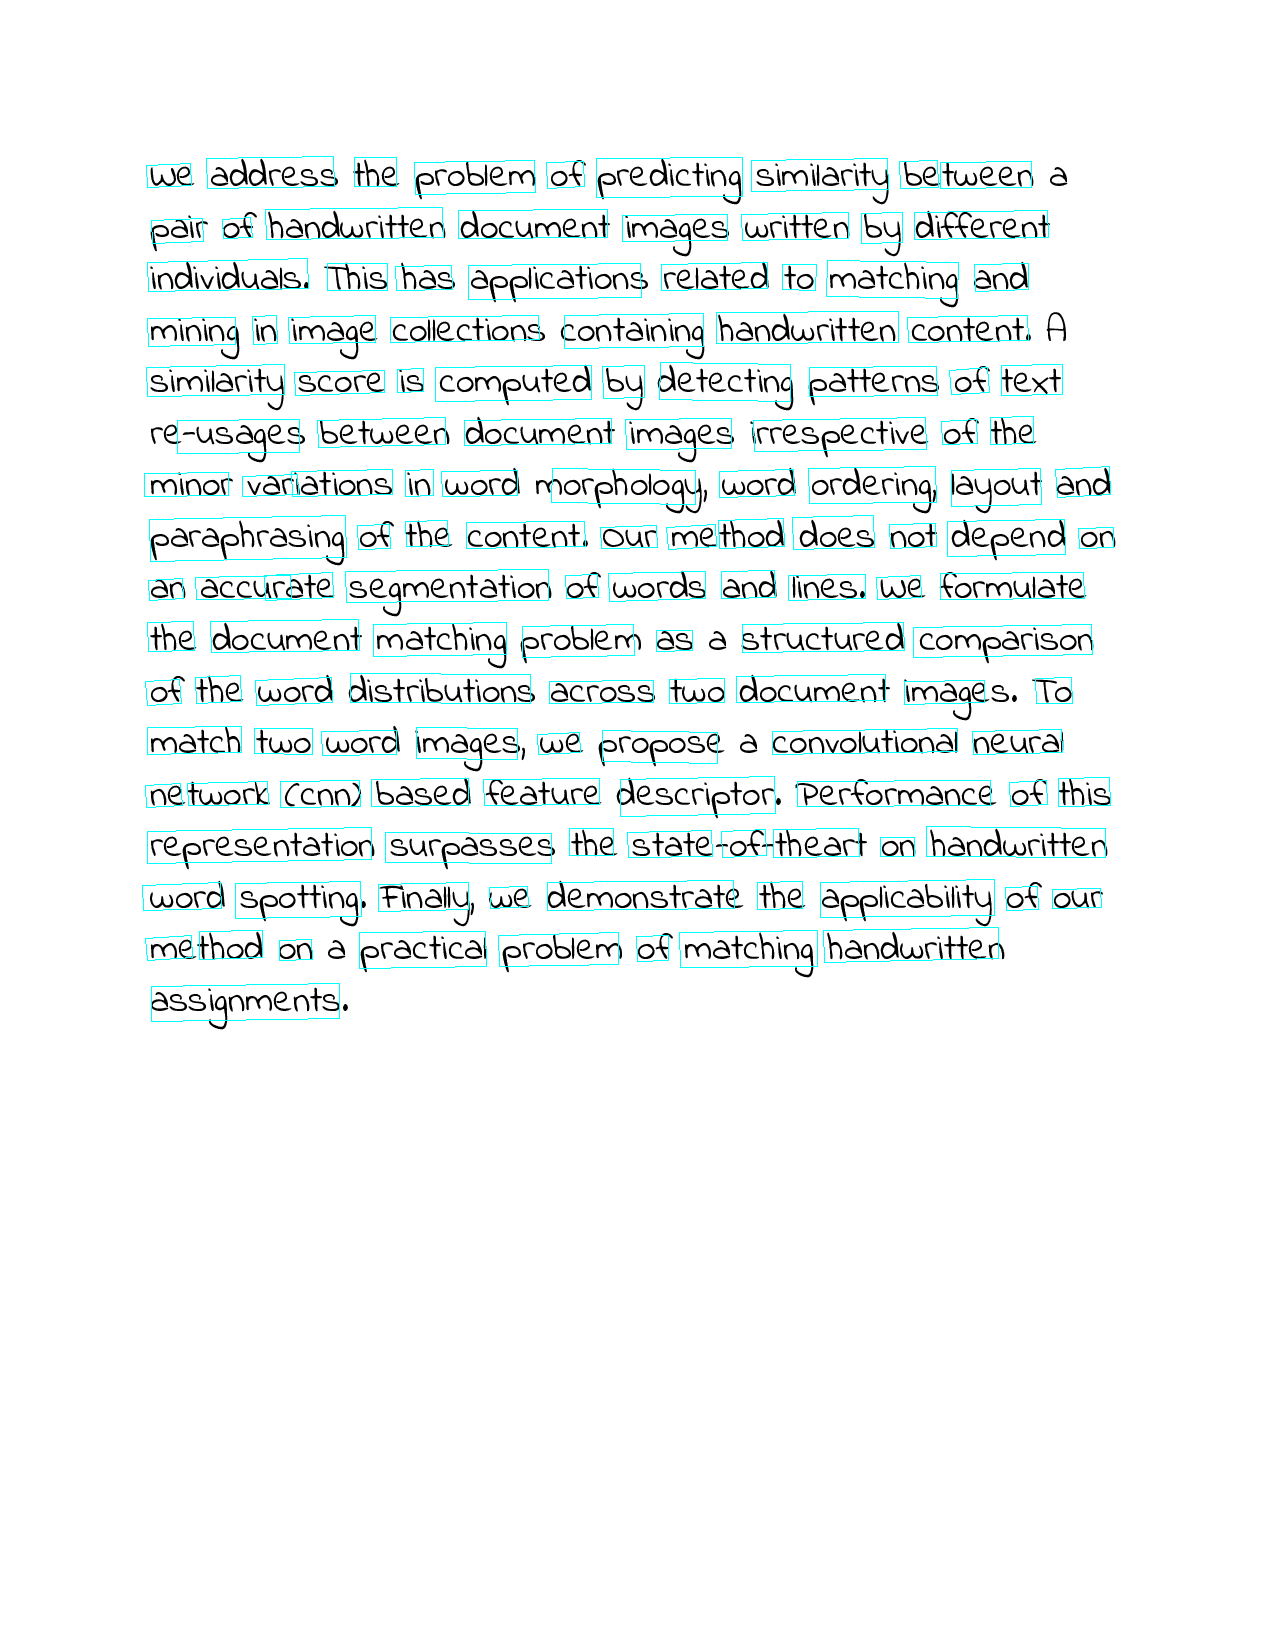 we address the problem of predicting similarity between a
pair of handwritten document images written by different
individuals. This has applications related to matching and
mining in image collections containing handwritten content. A
similarity score is computed by detecting patterns of text
re-usages between document images irrespective of the
minor variations in word morphology, word ordering, layout and
paraphrasing of the content. Our method does not depend on
an accurate segmentation of words and lines. we formulate
the document matching problem as a structured comparison
of the word distributions across two document images. To
match two word images, we propose a convolutional neural
network (cnn) based feature descriptor. Performance of this
representation surpasses the state-of-theart on handwritten
word spotting. Finally, we demonstrate the applicability of our
method on a practical problem of matching handwritten
assignments.